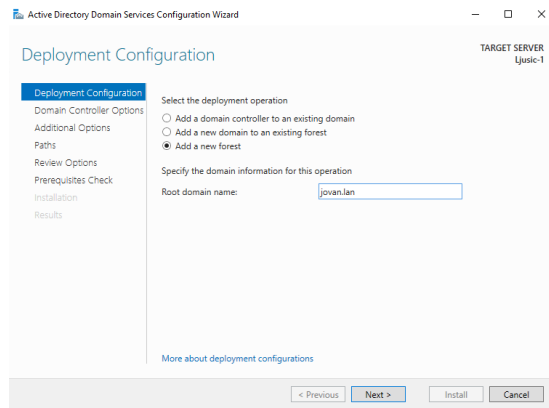 Active Directory Domain Services Configuration Wizard
Deployment Configuration
TARGET SERVER
Ljusic-1
Deployment Configuration
Domain Controller Options
Additional Options
Paths
Review Options
Prerequisites Check
Installation
Results
Select the deployment operation
Add a domain controller to an existing domain
Add a new domain to an existing forest
Add a new forest
Specify the domain information for this operation
Root domain name: jovan.lan
More about deployment configurations
< Previous Next > Install Cancel